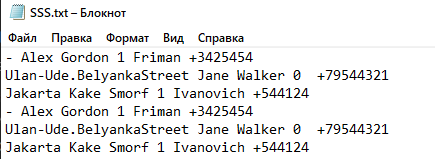 SSS.txt – Блокнот
Файл Правка Формат Вид Справка
- Alex Gordon 1 Friman +3425454
Ulan-Ude.BelyankaStreet Jane Walker 0  +79544321
Jakarta Kake Smorf 1 Ivanovich +544124
- Alex Gordon 1 Friman +3425454
Ulan-Ude.BelyankaStreet Jane Walker 0  +79544321
Jakarta Kake Smorf 1 Ivanovich +544124